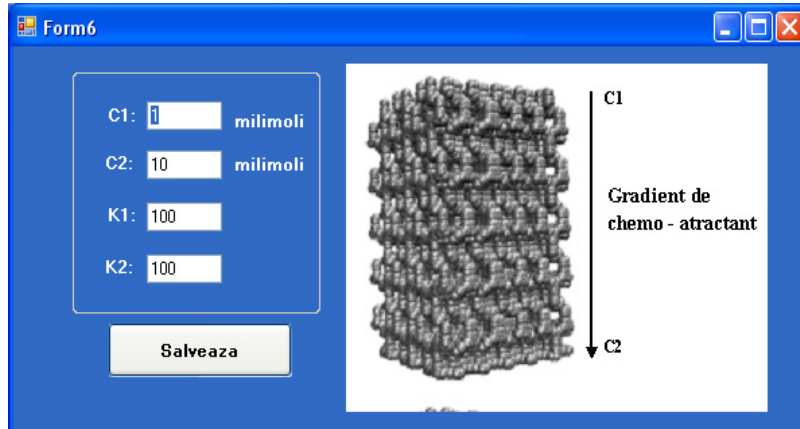 Form6
C1: 1 milimoli
C2: 10 milimoli
K1: 100
K2: 100
Salveaza
C1
Gradient de
chemo - atractant
C2